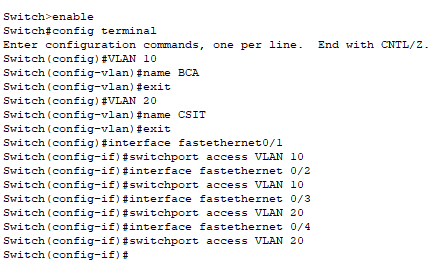 Switch>enable
Switch#config terminal
Enter configuration commands, one per line.  End with CNTL/Z.
Switch(config)#VLAN 10
Switch(config-vlan)#name BCA
Switch(config-vlan)#exit
Switch(config)#VLAN 20
Switch(config-vlan)#name CSIT
Switch(config-vlan)#exit
Switch(config)#interface fastethernet0/1
Switch(config-if)#switchport access VLAN 10
Switch(config-if)#interface fastethernet 0/2
Switch(config-if)#switchport access VLAN 10
Switch(config-if)#interface fastethernet 0/3
Switch(config-if)#switchport access VLAN 20
Switch(config-if)#interface fastethernet 0/4
Switch(config-if)#switchport access VLAN 20
Switch(config-if)#